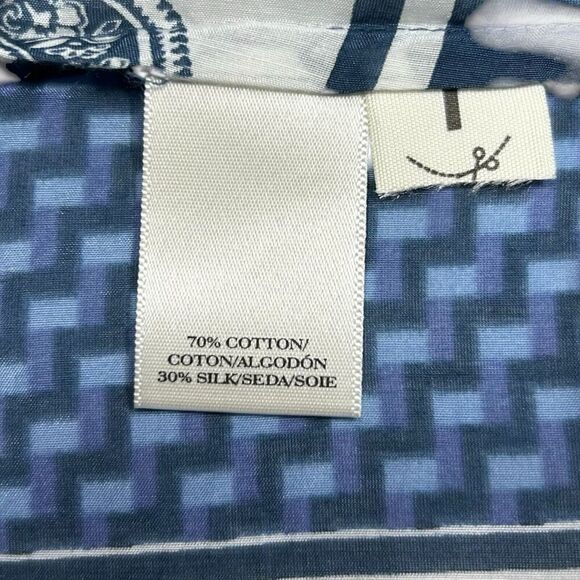 70% COTTON/
COTON/ALGODÓN
30% SILK/SEDA/SOIE